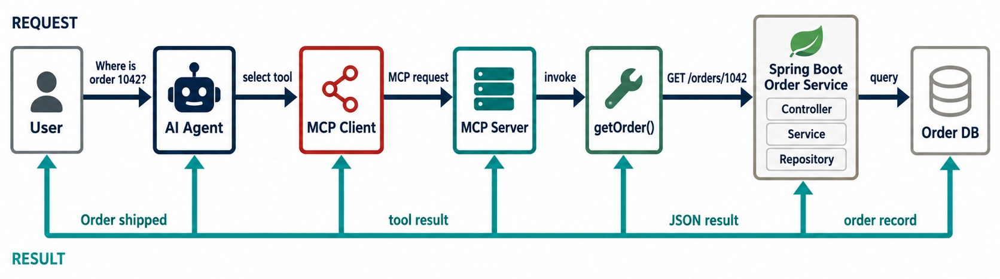 REQUEST
Where is
order 1042?
select tool
MCP request
invoke
GET /orders/1042
query
User
AI Agent
MCP Client
MCP Server
getOrder()
Spring Boot
Order Service
Controller
Service
Repository
Order DB
Order shipped
tool result
JSON result
order record
RESULT